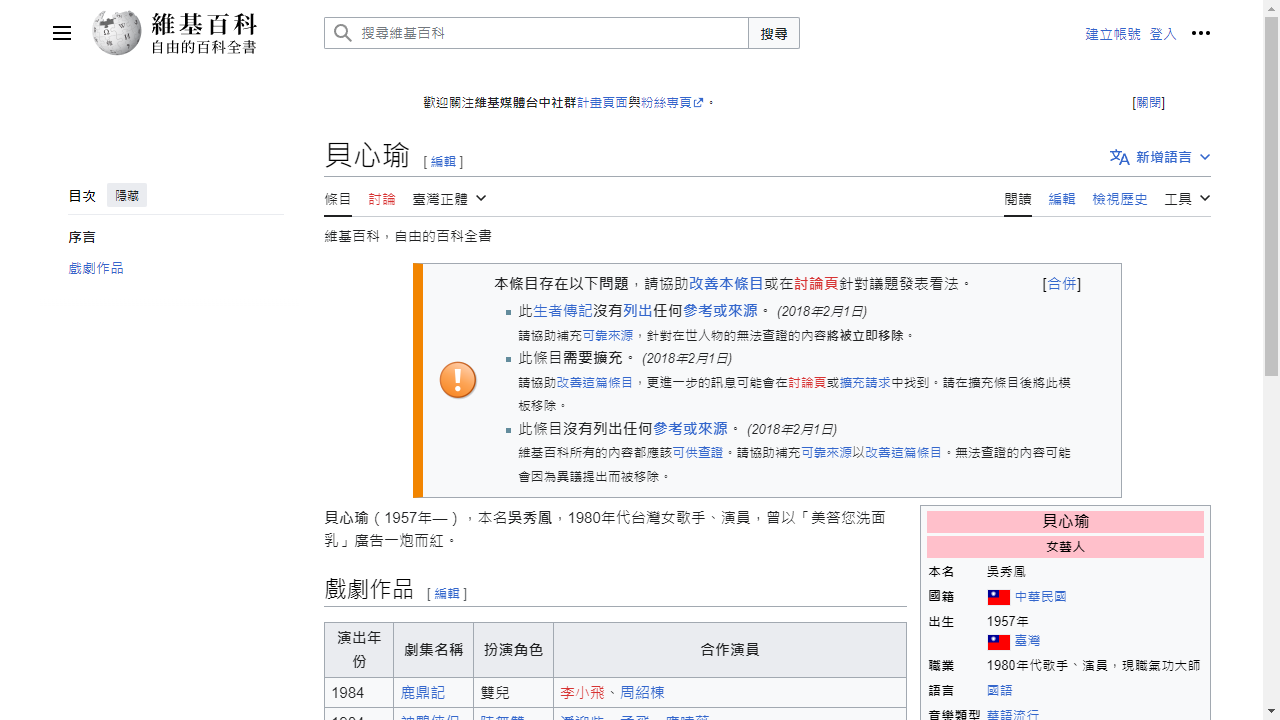 維基百科
自由的百科全書
搜尋維基百科
搜尋
建立帳號 登入
歡迎關注維基媒體台中社群計畫頁面與粉絲專頁。
[關閉]
貝心瑜 [編輯]
新增語言
目次 隱藏
序言
戲劇作品
條目 討論 臺灣正體
閱讀 編輯 檢視歷史 工具
維基百科，自由的百科全書
本條目存在以下問題，請協助改善本條目或在討論頁針對議題發表看法。 [合併]
此生者傳記沒有列出任何參考或來源。 (2018年2月1日)
請協助補充可靠來源，針對在世人物的無法查證的內容將被立即移除。
此條目需要擴充。 (2018年2月1日)
請協助改善這篇條目，更進一步的訊息可能會在討論頁或擴充請求中找到。請在擴充條目後將此模
板移除。
此條目沒有列出任何參考或來源。 (2018年2月1日)
維基百科所有的內容都應該可供查證。請協助補充可靠來源以改善這篇條目。無法查證的內容可能
會因為異議提出而被移除。
貝心瑜（1957年—），本名吳秀鳳，1980年代台灣女歌手、演員，曾以「美答您洗面
乳」廣告一炮而紅。
戲劇作品 [編輯]
演出年
份
劇集名稱 扮演角色 合作演員
1984 鹿鼎記 雙兒 李小飛、周紹棟
貝心瑜
女藝人
本名 吳秀鳳
國籍 中華民國
出生 1957年
臺灣
職業 1980年代歌手、演員，現職氣功大師
語言 國語
音樂類型 華語流行